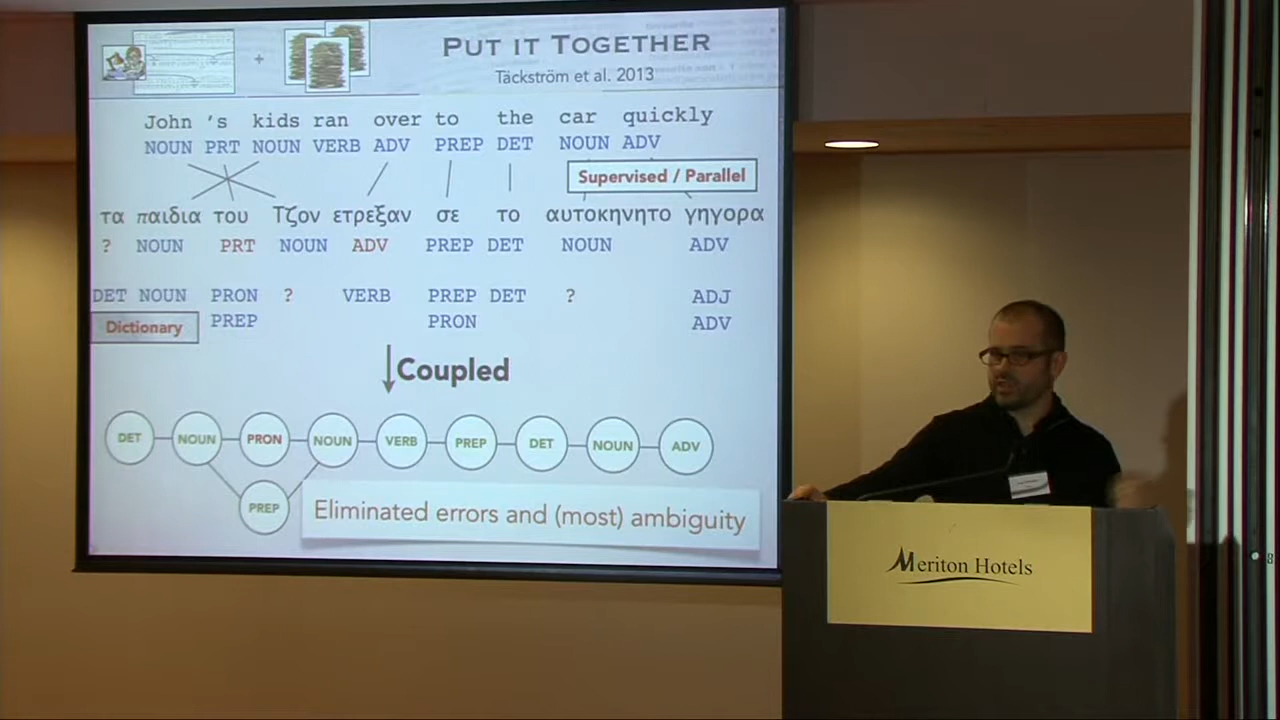 PUT IT TOGETHER
+
Täckström et al. 2013
John 's kids ran over to the car quickly
NOUN PRT NOUN VERB ADV PREP DET NOUN ADV
Supervised / Parallel
τα παιδια του Τζον ετρεξαν σε το αυτοκηνητο γηγορα
? NOUN PRT NOUN ADV PREP DET NOUN ADV
DET NOUN PRON ? VERB PREP DET ? ADJ
Dictionary PREP PRON ADV
Coupled
DET NOUN PRON NOUN VERB PREP DET NOUN ADV
PREP
Eliminated errors and (most) ambiguity
Meriton Hotels